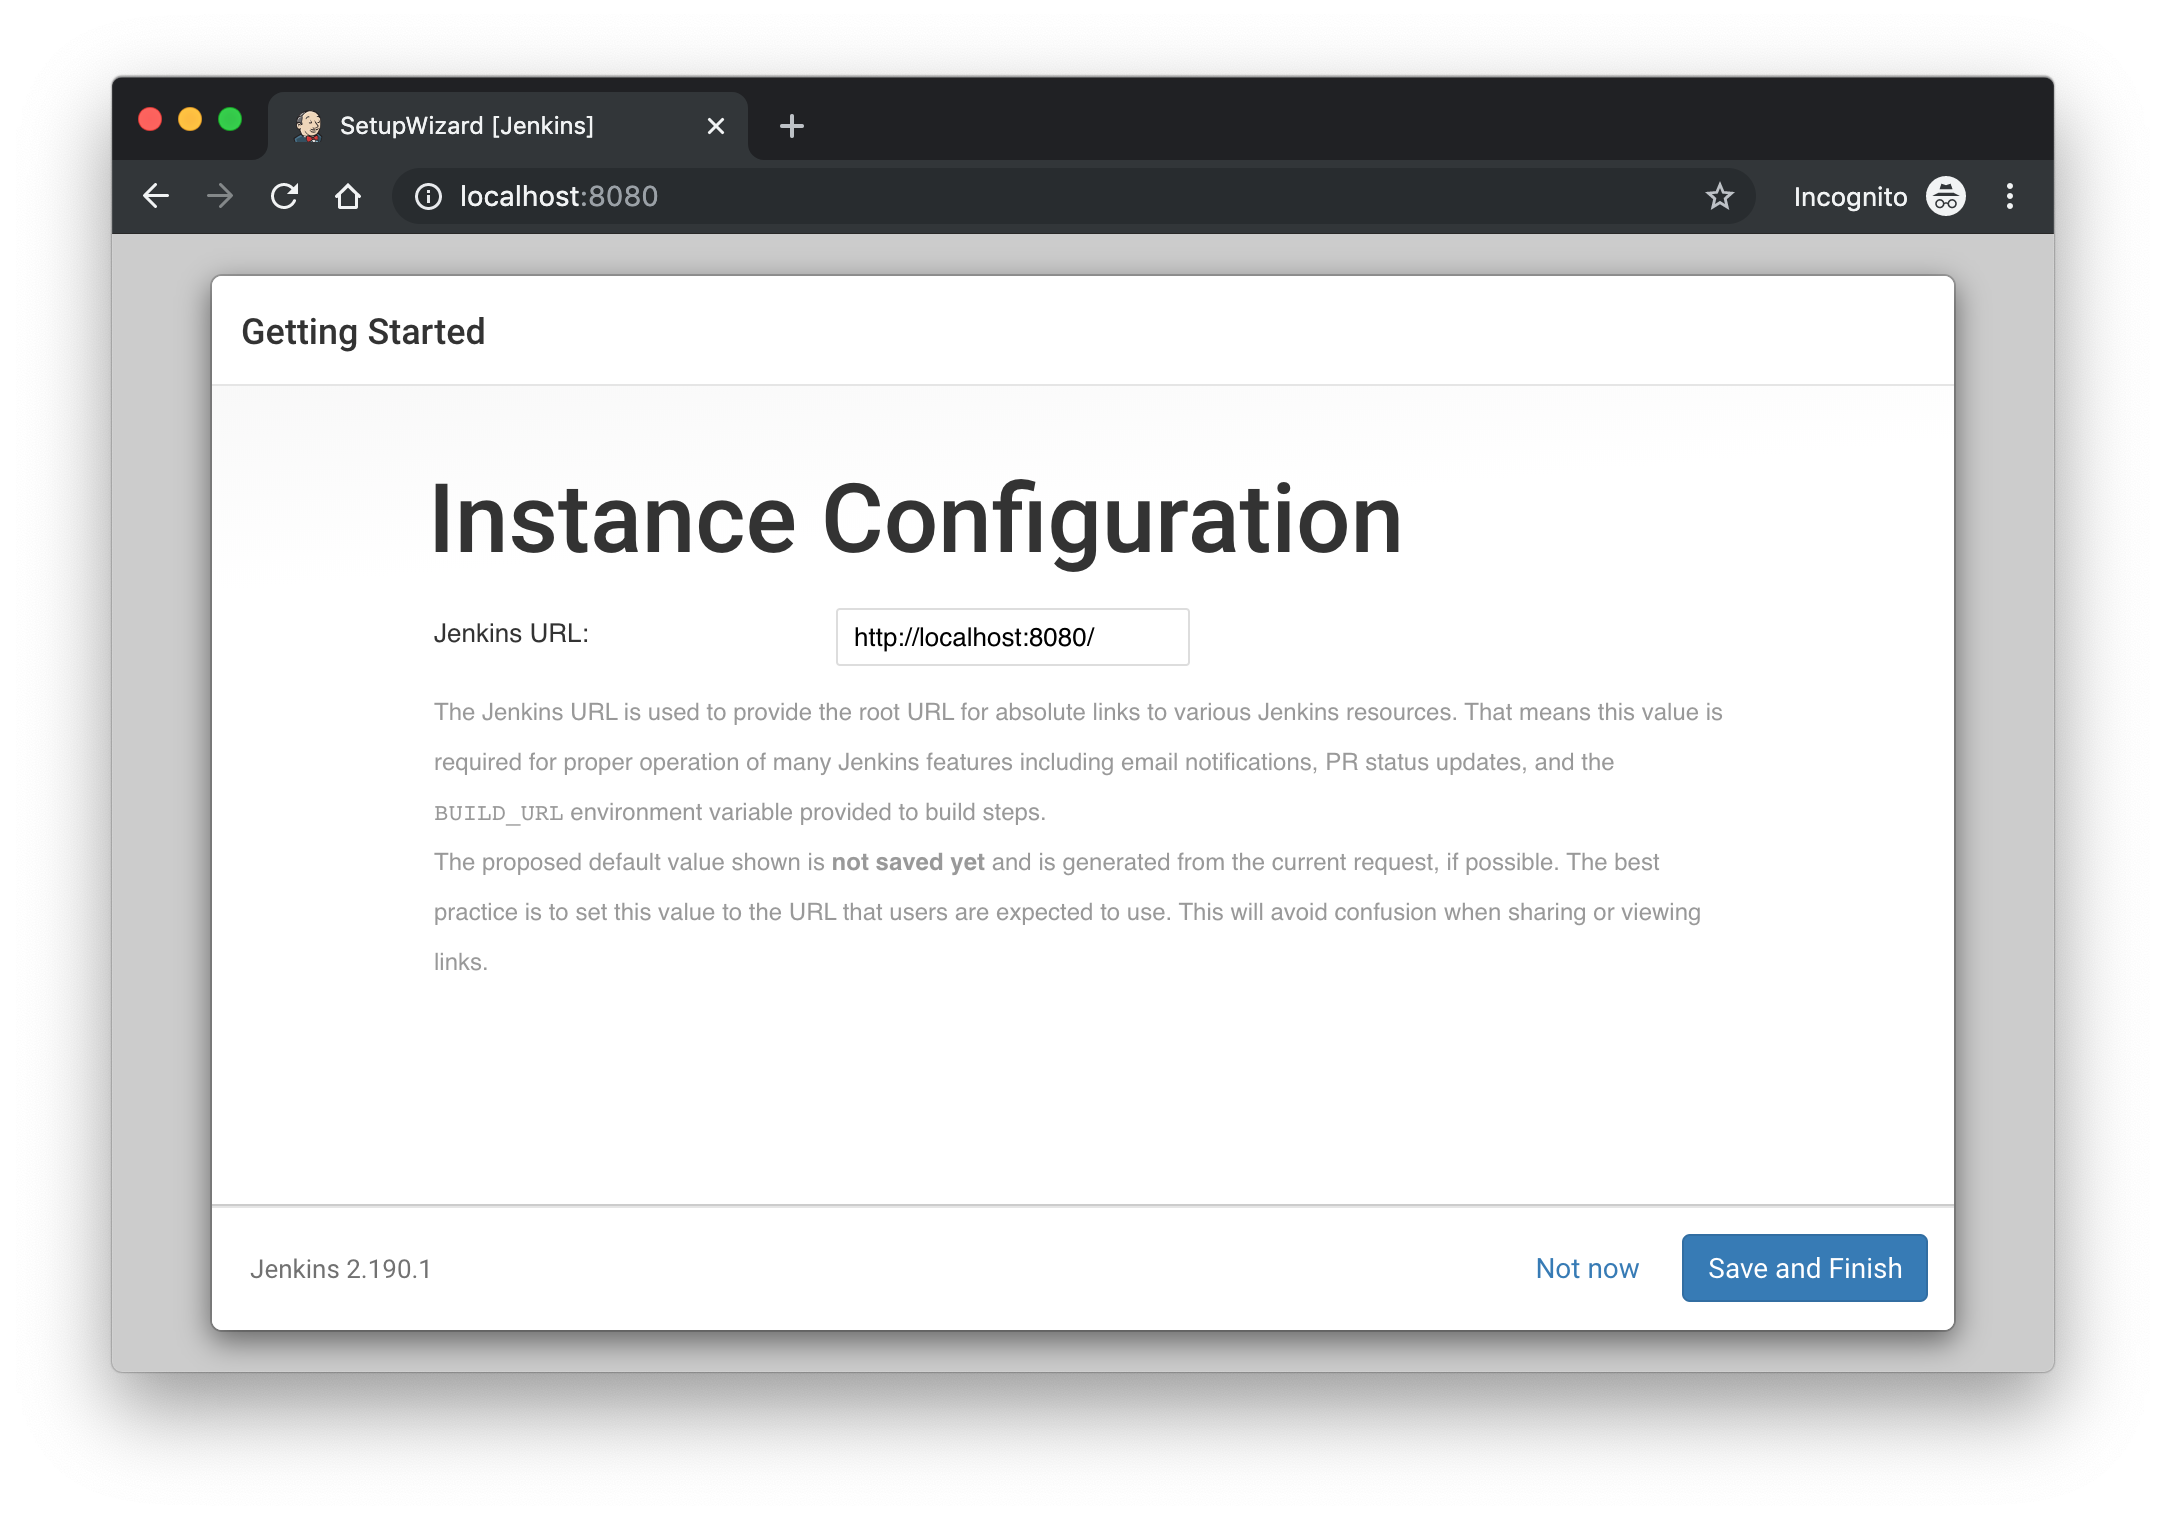 SetupWizard [Jenkins]
localhost:8080
Incognito
Getting Started
Instance Configuration
Jenkins URL:
http://localhost:8080/
The Jenkins URL is used to provide the root URL for absolute links to various Jenkins resources. That means this value is
required for proper operation of many Jenkins features including email notifications, PR status updates, and the
BUILD_URL environment variable provided to build steps.
The proposed default value shown is not saved yet and is generated from the current request, if possible. The best
practice is to set this value to the URL that users are expected to use. This will avoid confusion when sharing or viewing
links.
Jenkins 2.190.1
Not now
Save and Finish